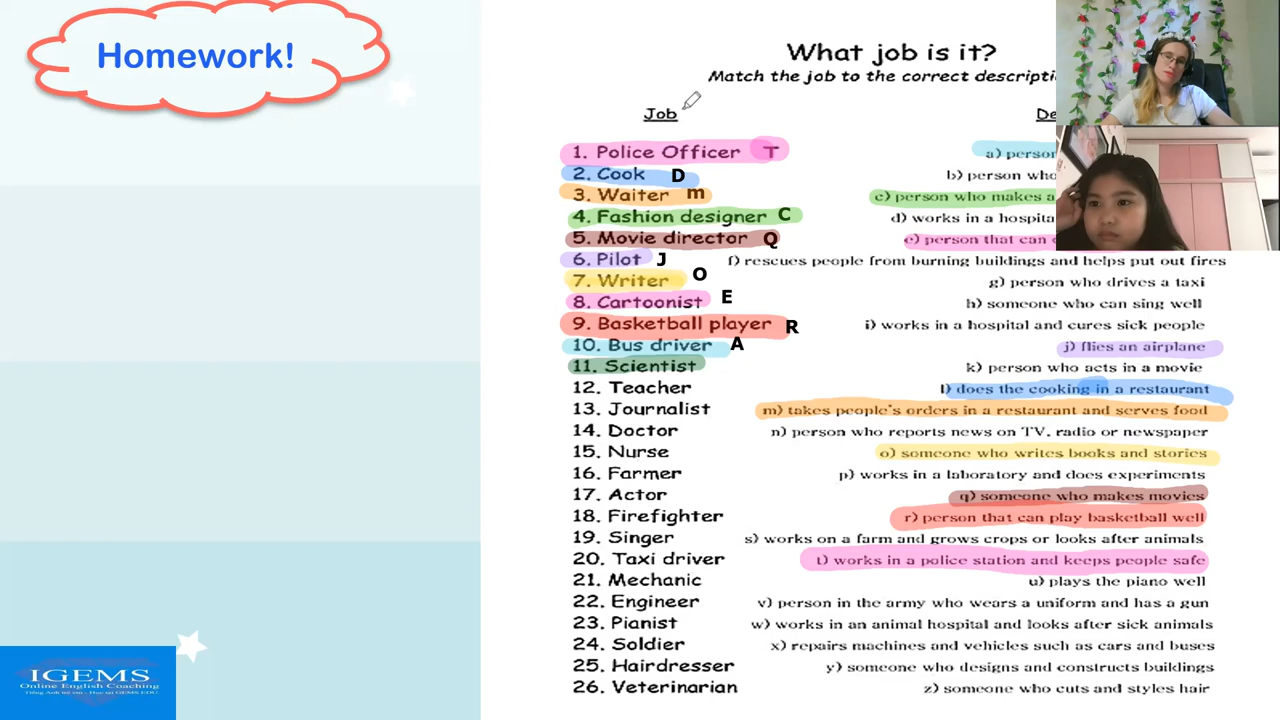 Homework!
What job is it?
Match the job to the correct
Job
1. Police Officer T
2. Cook D
3. Waiter m
4. Fashion designer C
5. Movie director Q
6. Pilot J
7. Writer O
8. Cartoonist E
9. Basketball player R
10. Bus driver A
11. Scientist
12. Teacher
13. Journalist
14. Doctor
15. Nurse
16. Farmer
17. Actor
18. Firefighter
19. Singer
20. Taxi driver
21. Mechanic
22. Engineer
23. Pianist
24. Soldier
25. Hairdresser
26. Veterinarian
a) person
b) person who
c) person who makes
d) works in a
e) person that can
f) rescues people from burning buildings and helps put out fires
g) person who drives a taxi
h) someone who can sing well
i) works in a hospital and cures sick people
j) flies an airplane
k) person who acts in a movie
l) does the cooking in a restaurant
m) takes people's orders in a restaurant and serves food
n) person who reports news on TV, radio or newspaper
o) someone who writes books and stories
p) works in a laboratory and does experiments
q) someone who makes movies
r) person that can play basketball well
s) works on a farm and grows crops or looks after animals
t) works in a police station and keeps people safe
u) plays the piano well
v) person in the army who wears a uniform and has a gun
w) works in an animal hospital and looks after sick animals
x) repairs machines and vehicles such as cars and buses
y) someone who designs and constructs buildings
z) someone who cuts and styles hair
IGEMS
Online English Coaching